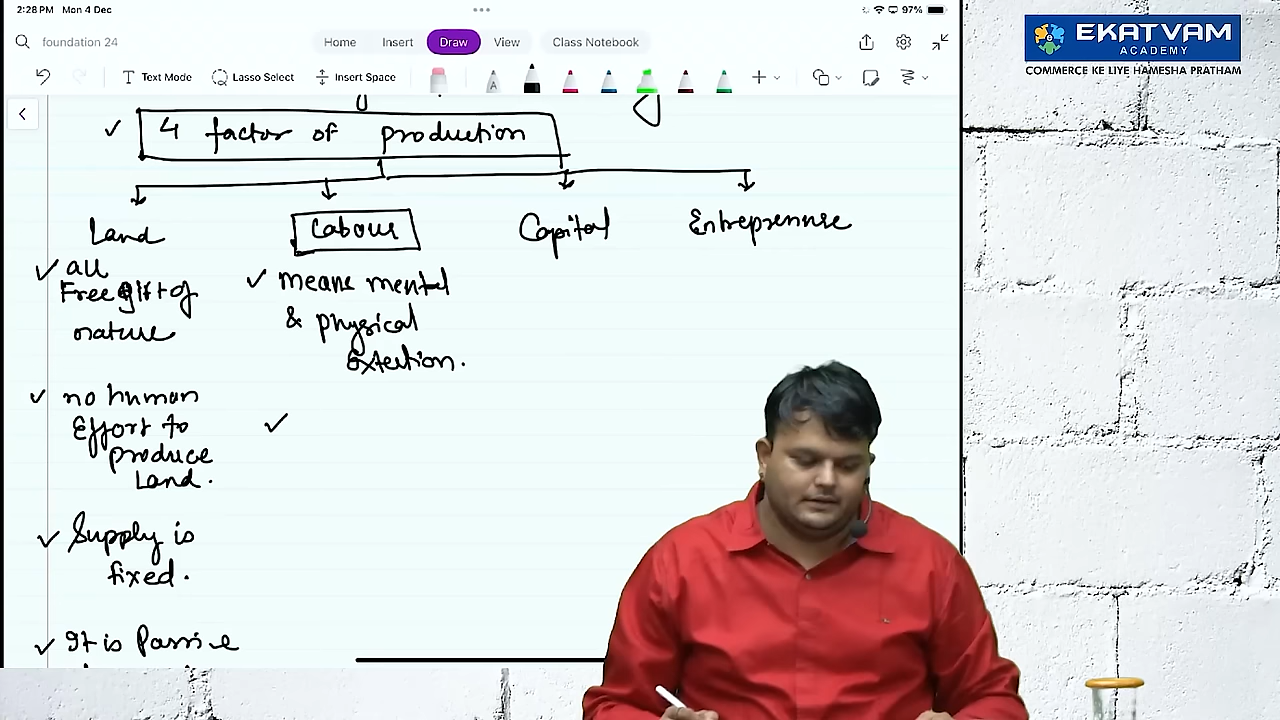 2:28 PM Mon 4 Dec
97%
EKATVAM
ACADEMY
COMMERCE KE LIYE HAMESHA PRATHAM
foundation 24
Home Insert Draw View Class Notebook
Text Mode Lasso Select Insert Space
4 factor of production
Land Labour Capital Entreprenure
all
Free gift of
nature
means mental
& physical
Extertion.
no human
Effort to
produce
Land.
Supply is
fixed.
It is Passive